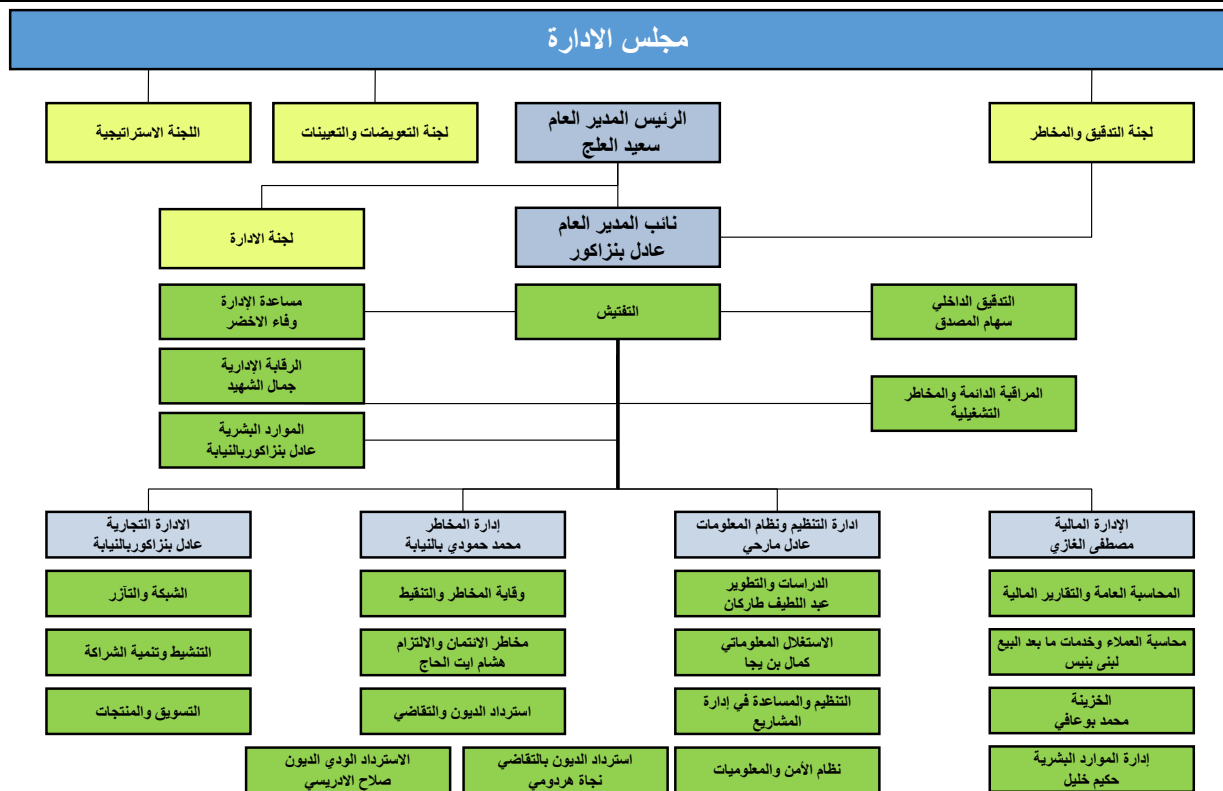 مجلس الادارة
لجنة التدقيق والمخاطر
الرئيس المدير العام
سعيد العلج
لجنة التعويضات والتعيينات
اللجنة الاستراتيجية
نائب المدير العام
عادل بنزاكور
لجنة الادارة
التدقيق الداخلي
سهام المصدق
التفتيش
مساعدة الإدارة
وفاء الاخضر
الرقابة الإدارية
جمال الشهيد
المراقبة الدائمة والمخاطر
التشغيلية
الموارد البشرية
عادل بنزاكوربالنيابة
الإدارة المالية
مصطفى الغازي
ادارة التنظيم ونظام المعلومات
عادل مارحي
إدارة المخاطر
محمد حمودي بالنيابة
الادارة التجارية
عادل بنزاكوربالنيابة
المحاسبة العامة والتقارير المالية
الدراسات والتطوير
عبد اللطيف طاركان
وقاية المخاطر والتنقيط
الشبكة والتآزر
محاسبة العملاء وخدمات ما بعد البيع
لبنى بنيس
الاستغلال المعلوماتي
كمال بن يجا
مخاطر الائتمان والالتزام
هشام ايت الحاج
التنشيط وتنمية الشراكة
الخزينة
محمد بوعافي
التنظيم والمساعدة في إدارة
المشاريع
استرداد الديون والتقاضي
التسويق والمنتجات
إدارة الموارد البشرية
حكيم خليل
نظام الأمن والمعلوميات
استرداد الديون بالتقاضي
نجاة هردومي
الاسترداد الودي الديون
صلاح الادريسي